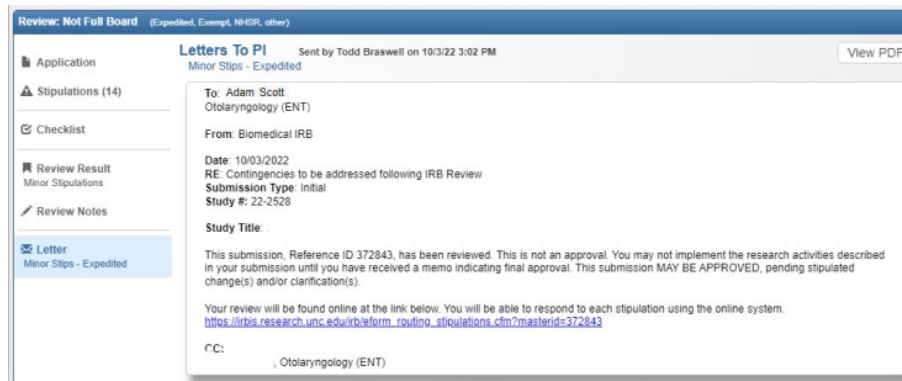 Review: Not Full Board (Expedited, Exempt, NHSR, other)
Application
Stipulations (14)
Checklist
Review Result
Minor Stipulations
Review Notes
Letter
Minor Stips - Expedited
Letters To PI Sent by Todd Braswell on 10/3/22 3:02 PM
View PDF
Minor Stips - Expedited
To: Adam Scott
Otolaryngology (ENT)
From: Biomedical IRB
Date: 10/03/2022
RE: Contingencies to be addressed following IRB Review
Submission Type: Initial
Study #: 22-2528
Study Title: .
This submission, Reference ID 372843, has been reviewed. This is not an approval. You may not implement the research activities described
in your submission until you have received a memo indicating final approval. This submission MAY BE APPROVED, pending stipulated
change(s) and/or clarification(s).
Your review will be found online at the link below. You will be able to respond to each stipulation using the online system.
https://irbis.research.unc.edu/irb/eform_routing_stipulations.cfm?masterid=372843
CC:
, Otolaryngology (ENT)